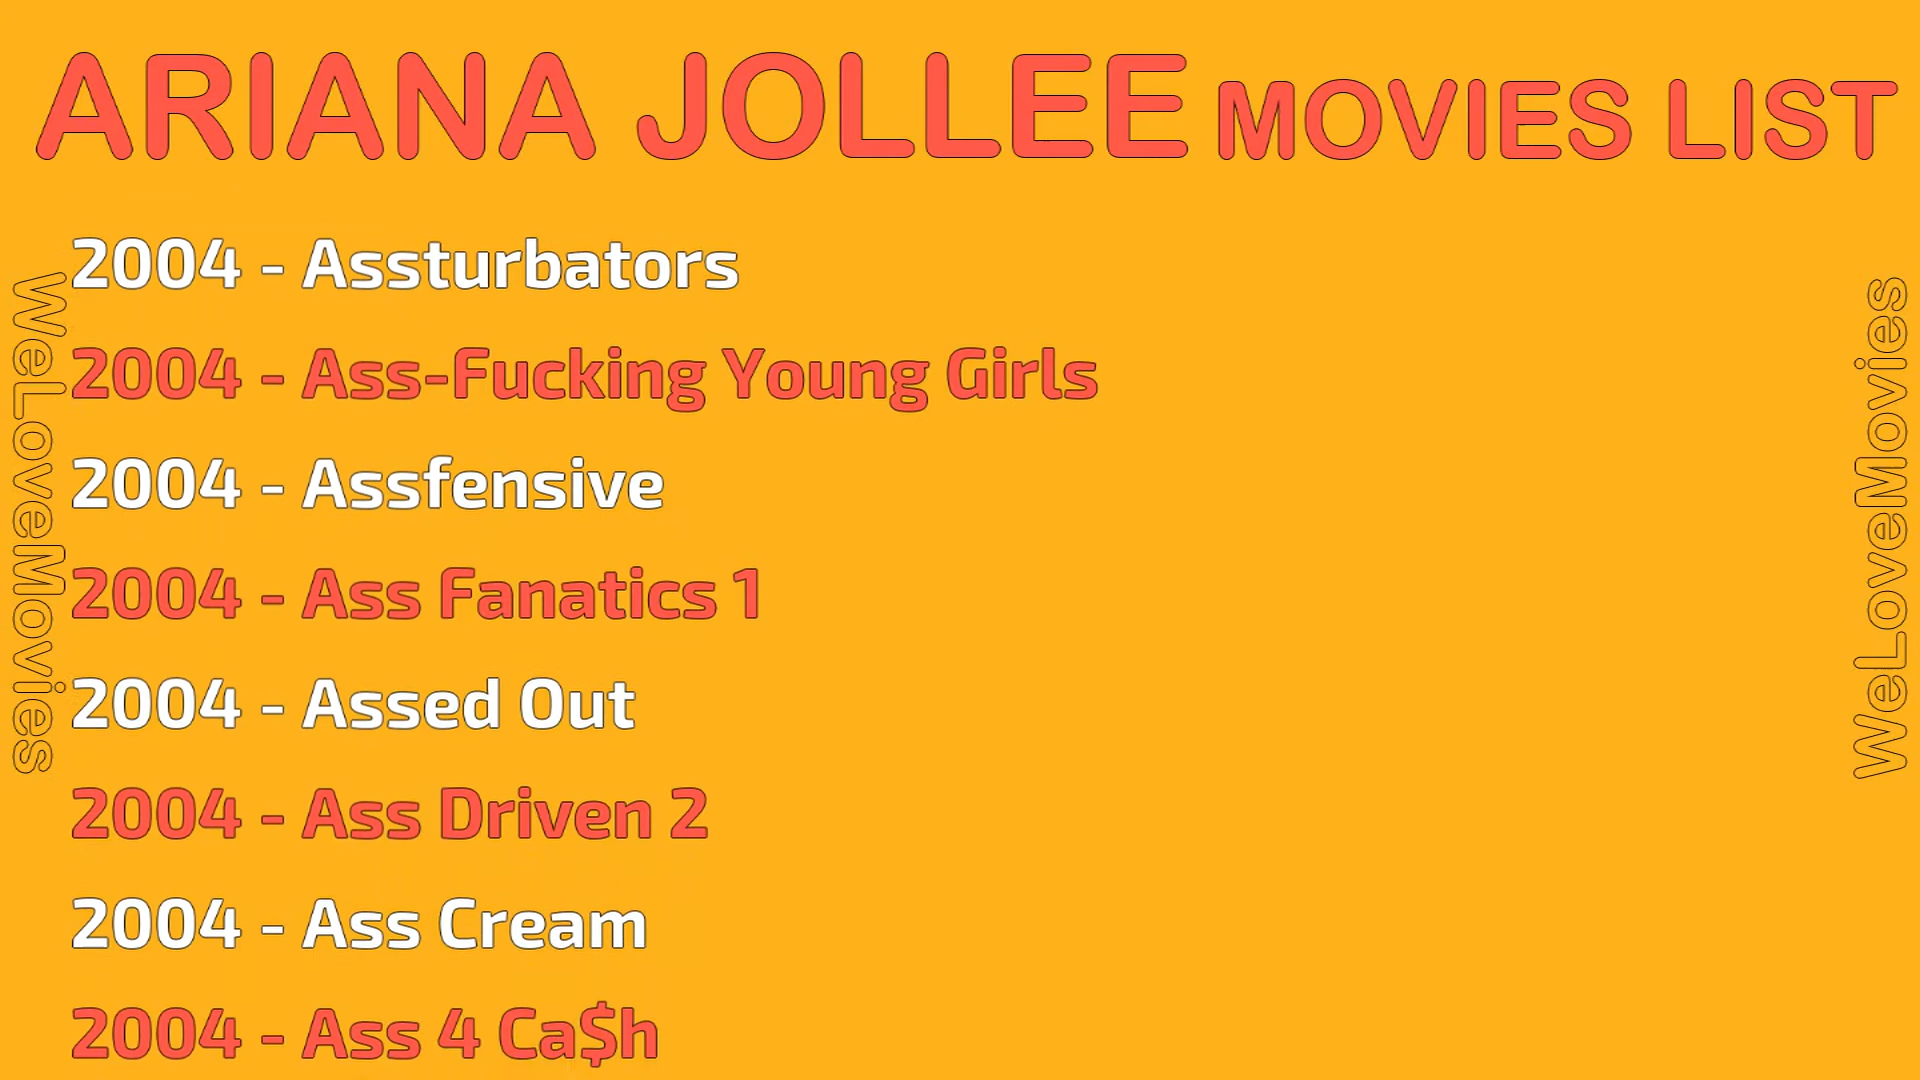 ARIANA JOLLEE MOVIES LIST
2004 - Assturbators
2004 - Ass-Fucking Young Girls
2004 - Assfensive
2004 - Ass Fanatics 1
2004 - Assed Out
2004 - Ass Driven 2
2004 - Ass Cream
2004 - Ass 4 Ca$h
WeLoveMovies
WeLoveMovies